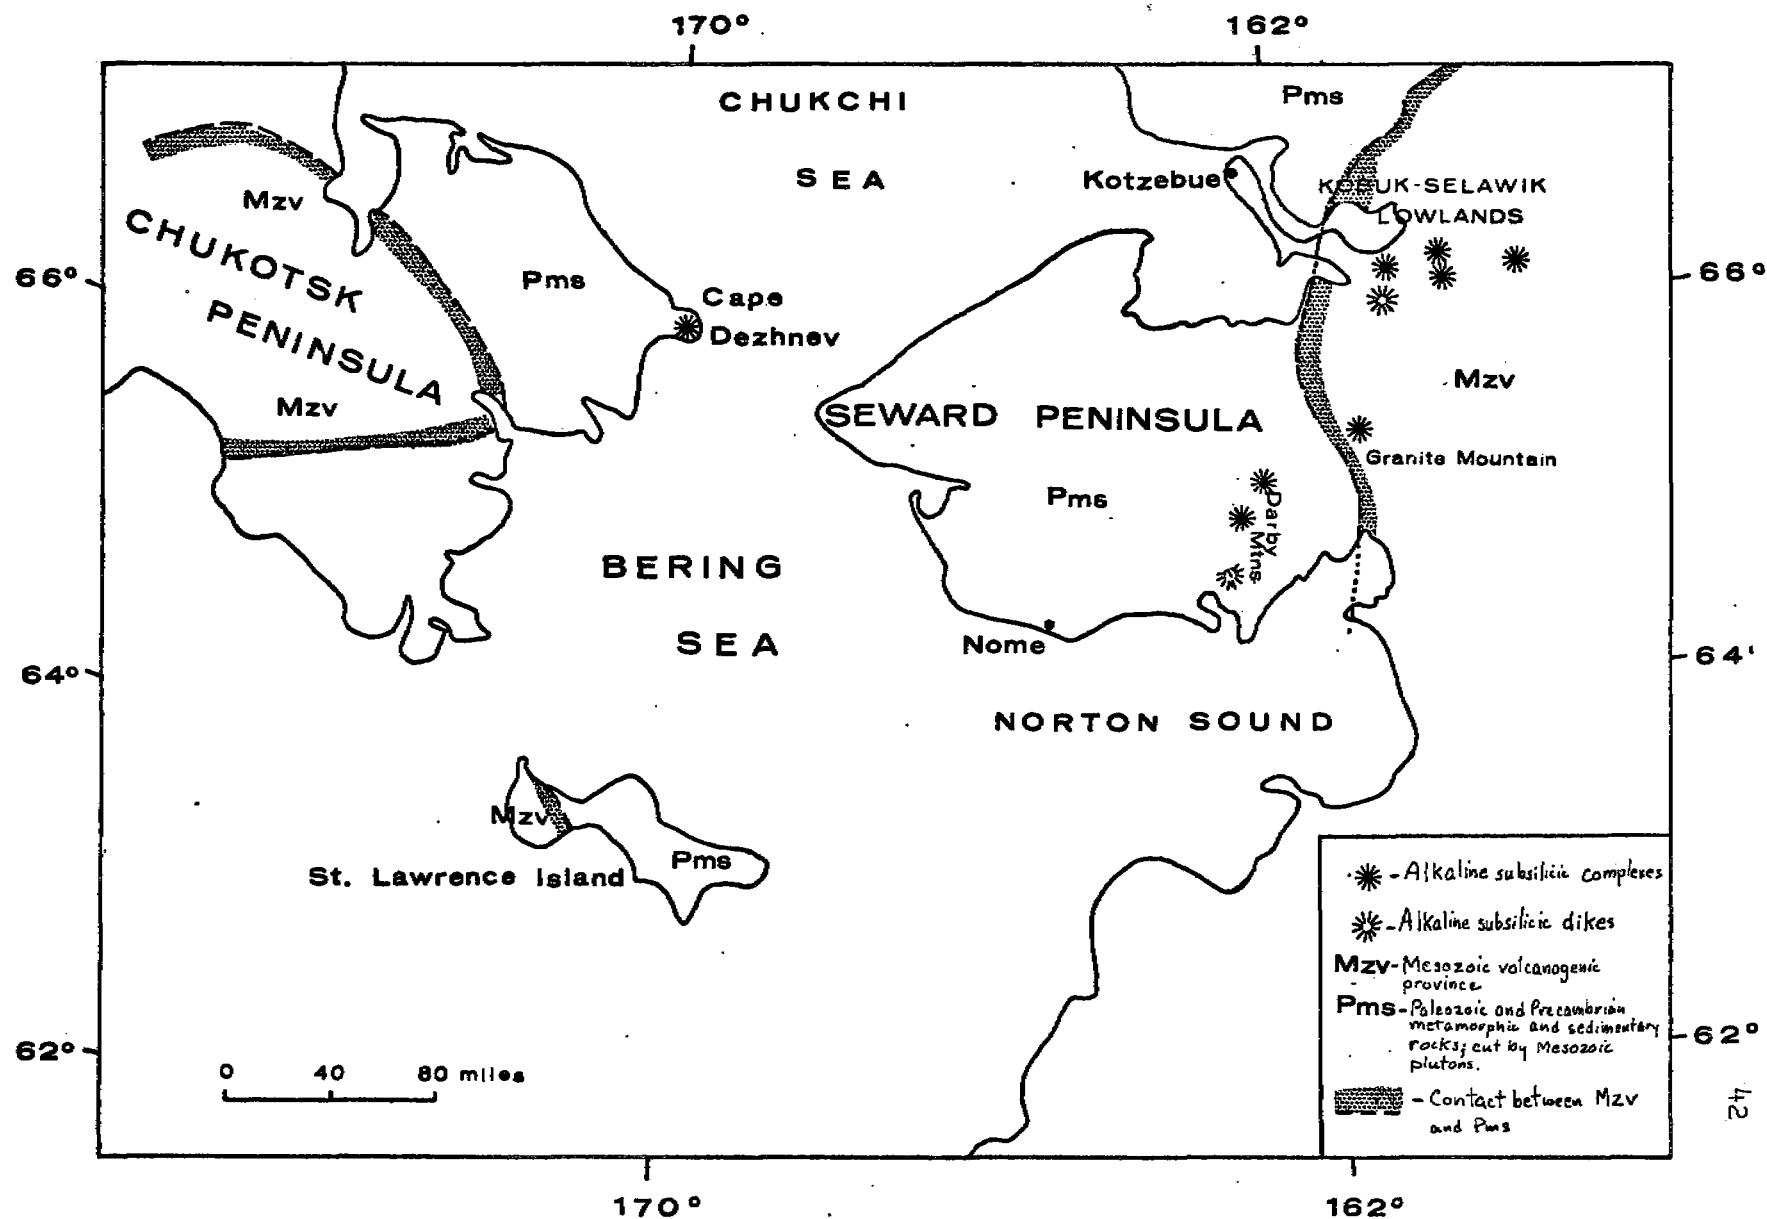 170°
162°
CHUKCHI
SEA
Pms
Kotzebue
KOBUK-SELAWIK
LOWLANDS
Mzv
CHUKOTSK
PENINSULA
Mzv
Pms
66°
66°
Cape
Dezhnev
Mzv
SEWARD PENINSULA
Granite Mountain
Pms
Darby
Mtns
BERING
SEA
Nome
64°
64'
NORTON SOUND
Mzv
Pms
St. Lawrence Island
62°
62°
0 40 80 miles
- Alkaline subsilicic complexes
- Alkaline subsilicic dikes
Mzv- Mesozoic volcanogenic
province
Pms- Paleozoic and Precambrian
metamorphic and sedimentary
rocks; cut by Mesozoic
plutons.
- Contact between Mzv
and Pms
42
170°
162°